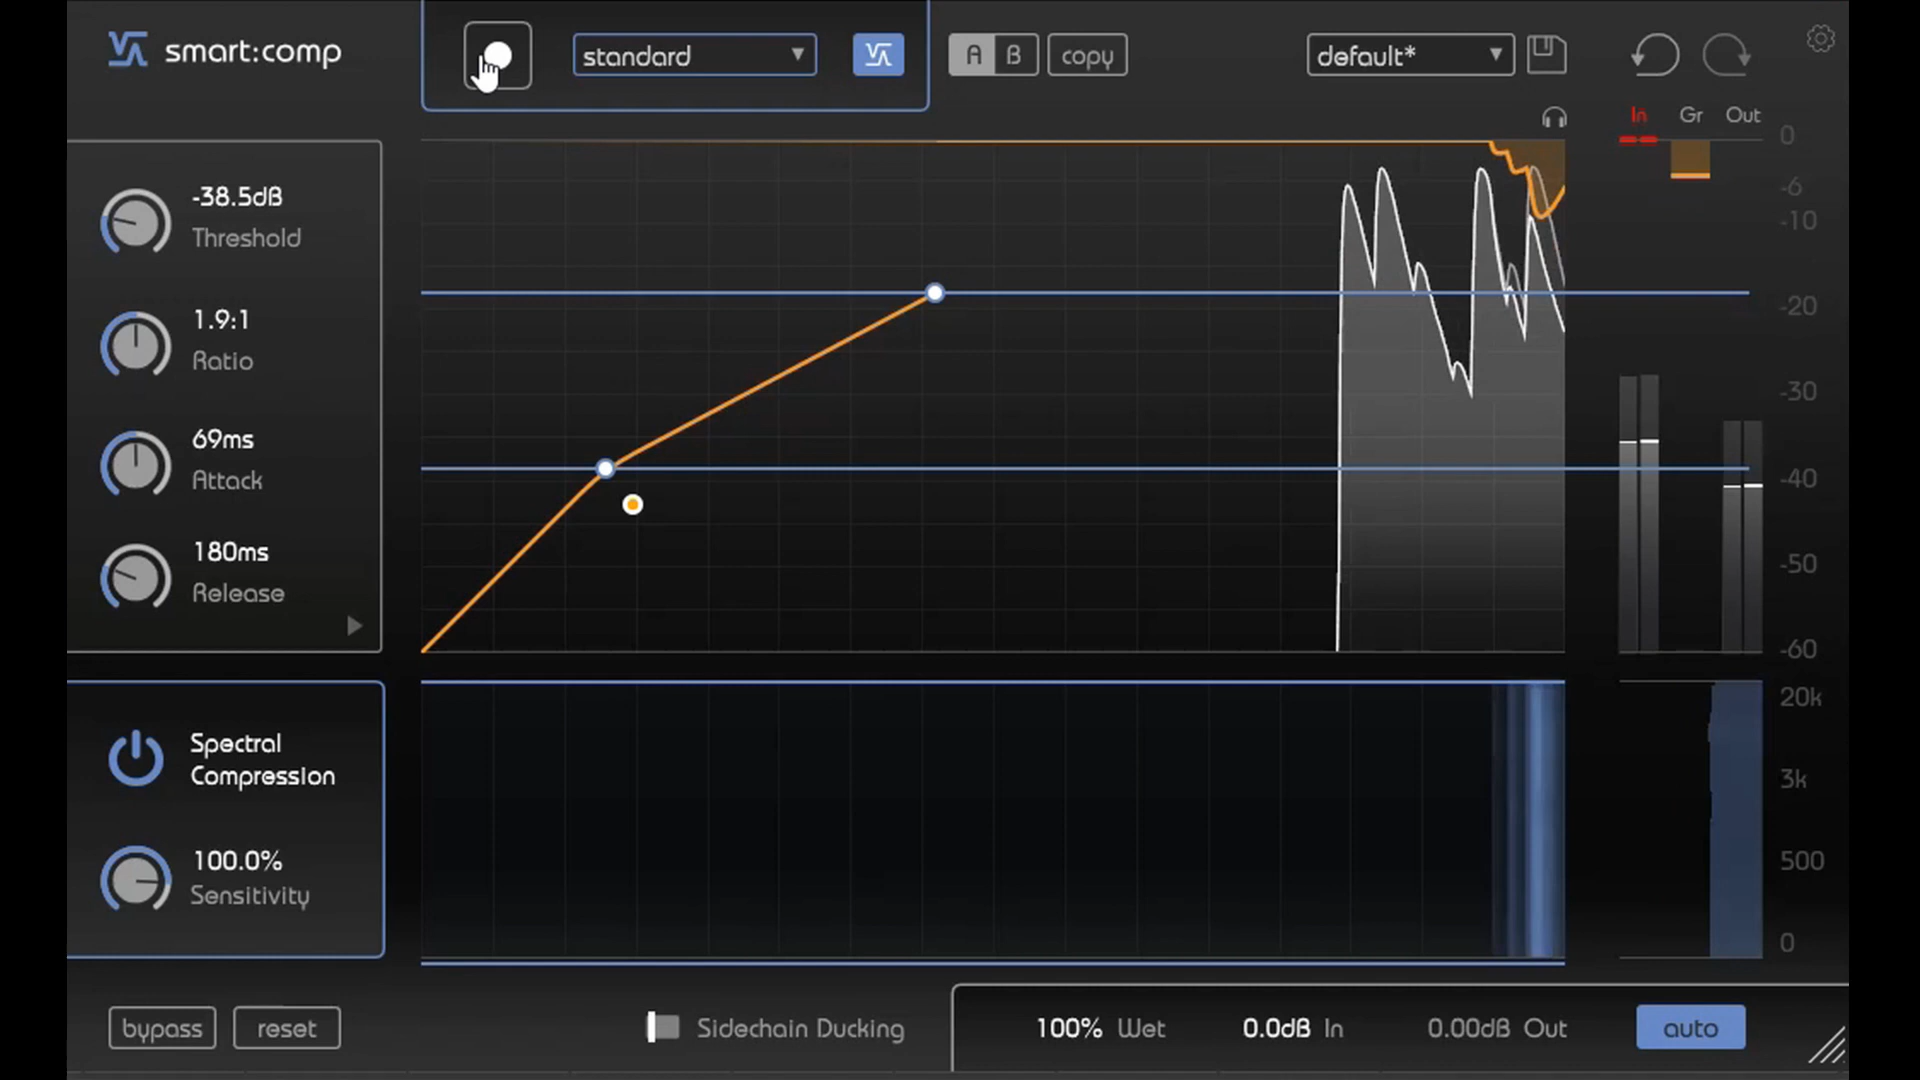 smart:comp
standard
A B copy
default*
In Gr Out
0
-6
-10
-20
-30
-40
-50
-60
-38.5dB
Threshold
1.9:1
Ratio
69ms
Attack
180ms
Release
Spectral
Compression
100.0%
Sensitivity
20k
3k
500
0
bypass reset
Sidechain Ducking
100% Wet 0.0dB In 0.00dB Out auto